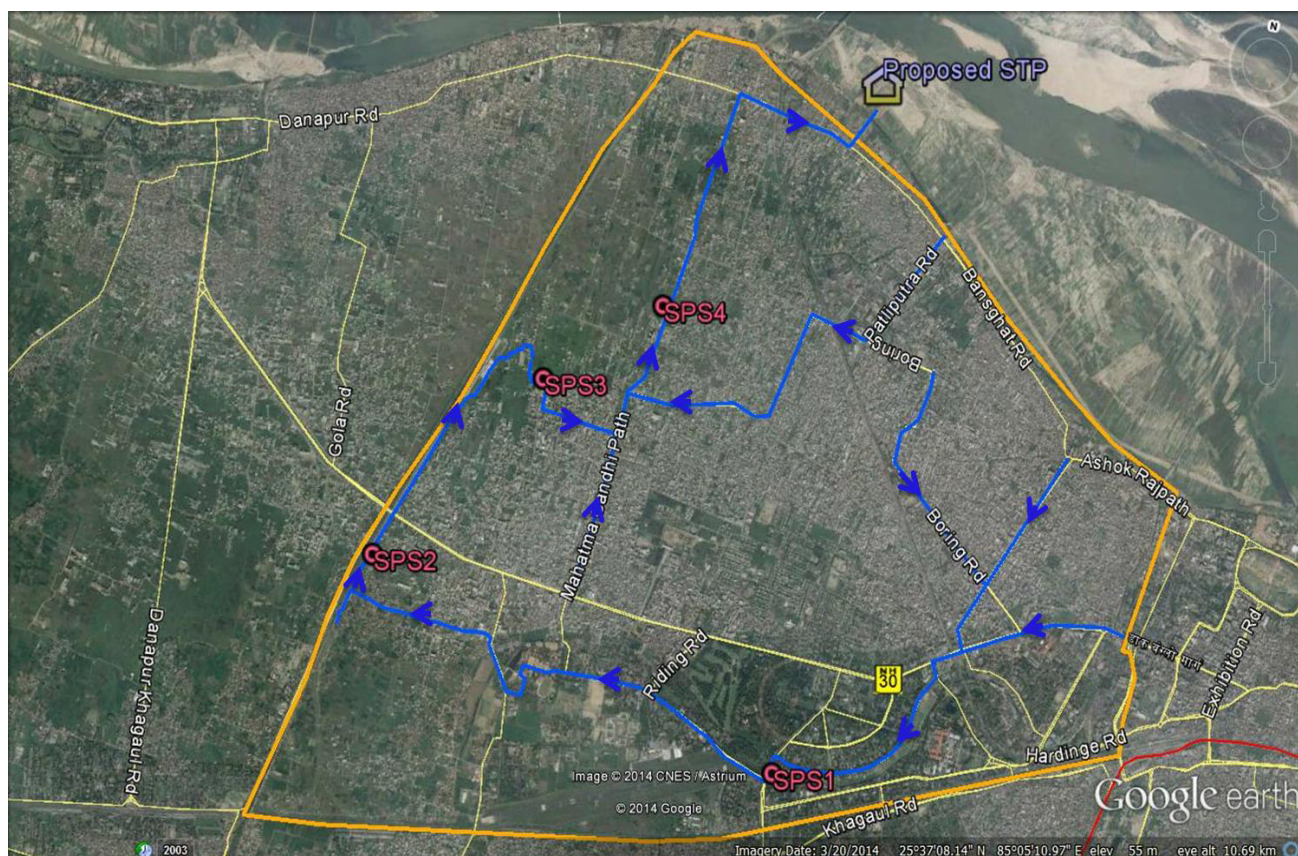 N
Proposed STP
Danapur Rd
Patliputra Rd
Bansghat Rd
SPS4
Boring
SPS3
Gola Rd
Mahatma Gandhi Path
Ashok Rajpath
Boring Rd
SPS2
Danapur-Khagaul Rd
Riding Rd
NH
30
डाक बंग्लो मार्ग
Exhibition Rd
Hardinge Rd
SPS1
Image © 2014 CNES / Astrium
© 2014 Google
Khagaul Rd
Google earth
2003
Imagery Date: 3/20/2014 25°37'08.14" N 85°05'10.97" E elev 55 m eye alt 10.69 km